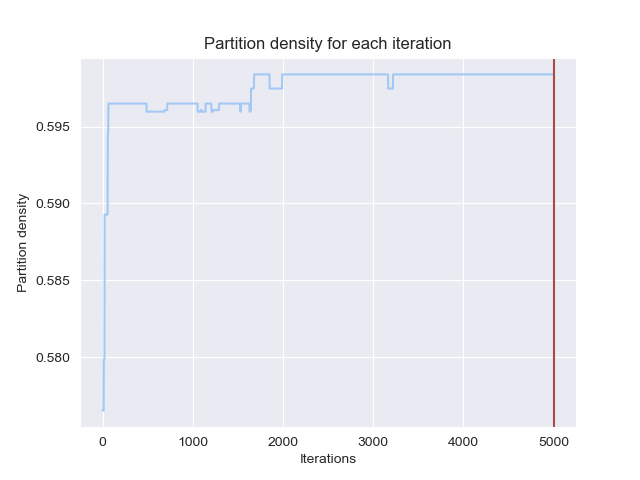 Partition density for each iteration
Partition density
0.595
0.590
0.585
0.580
0 1000 2000 3000 4000 5000
Iterations